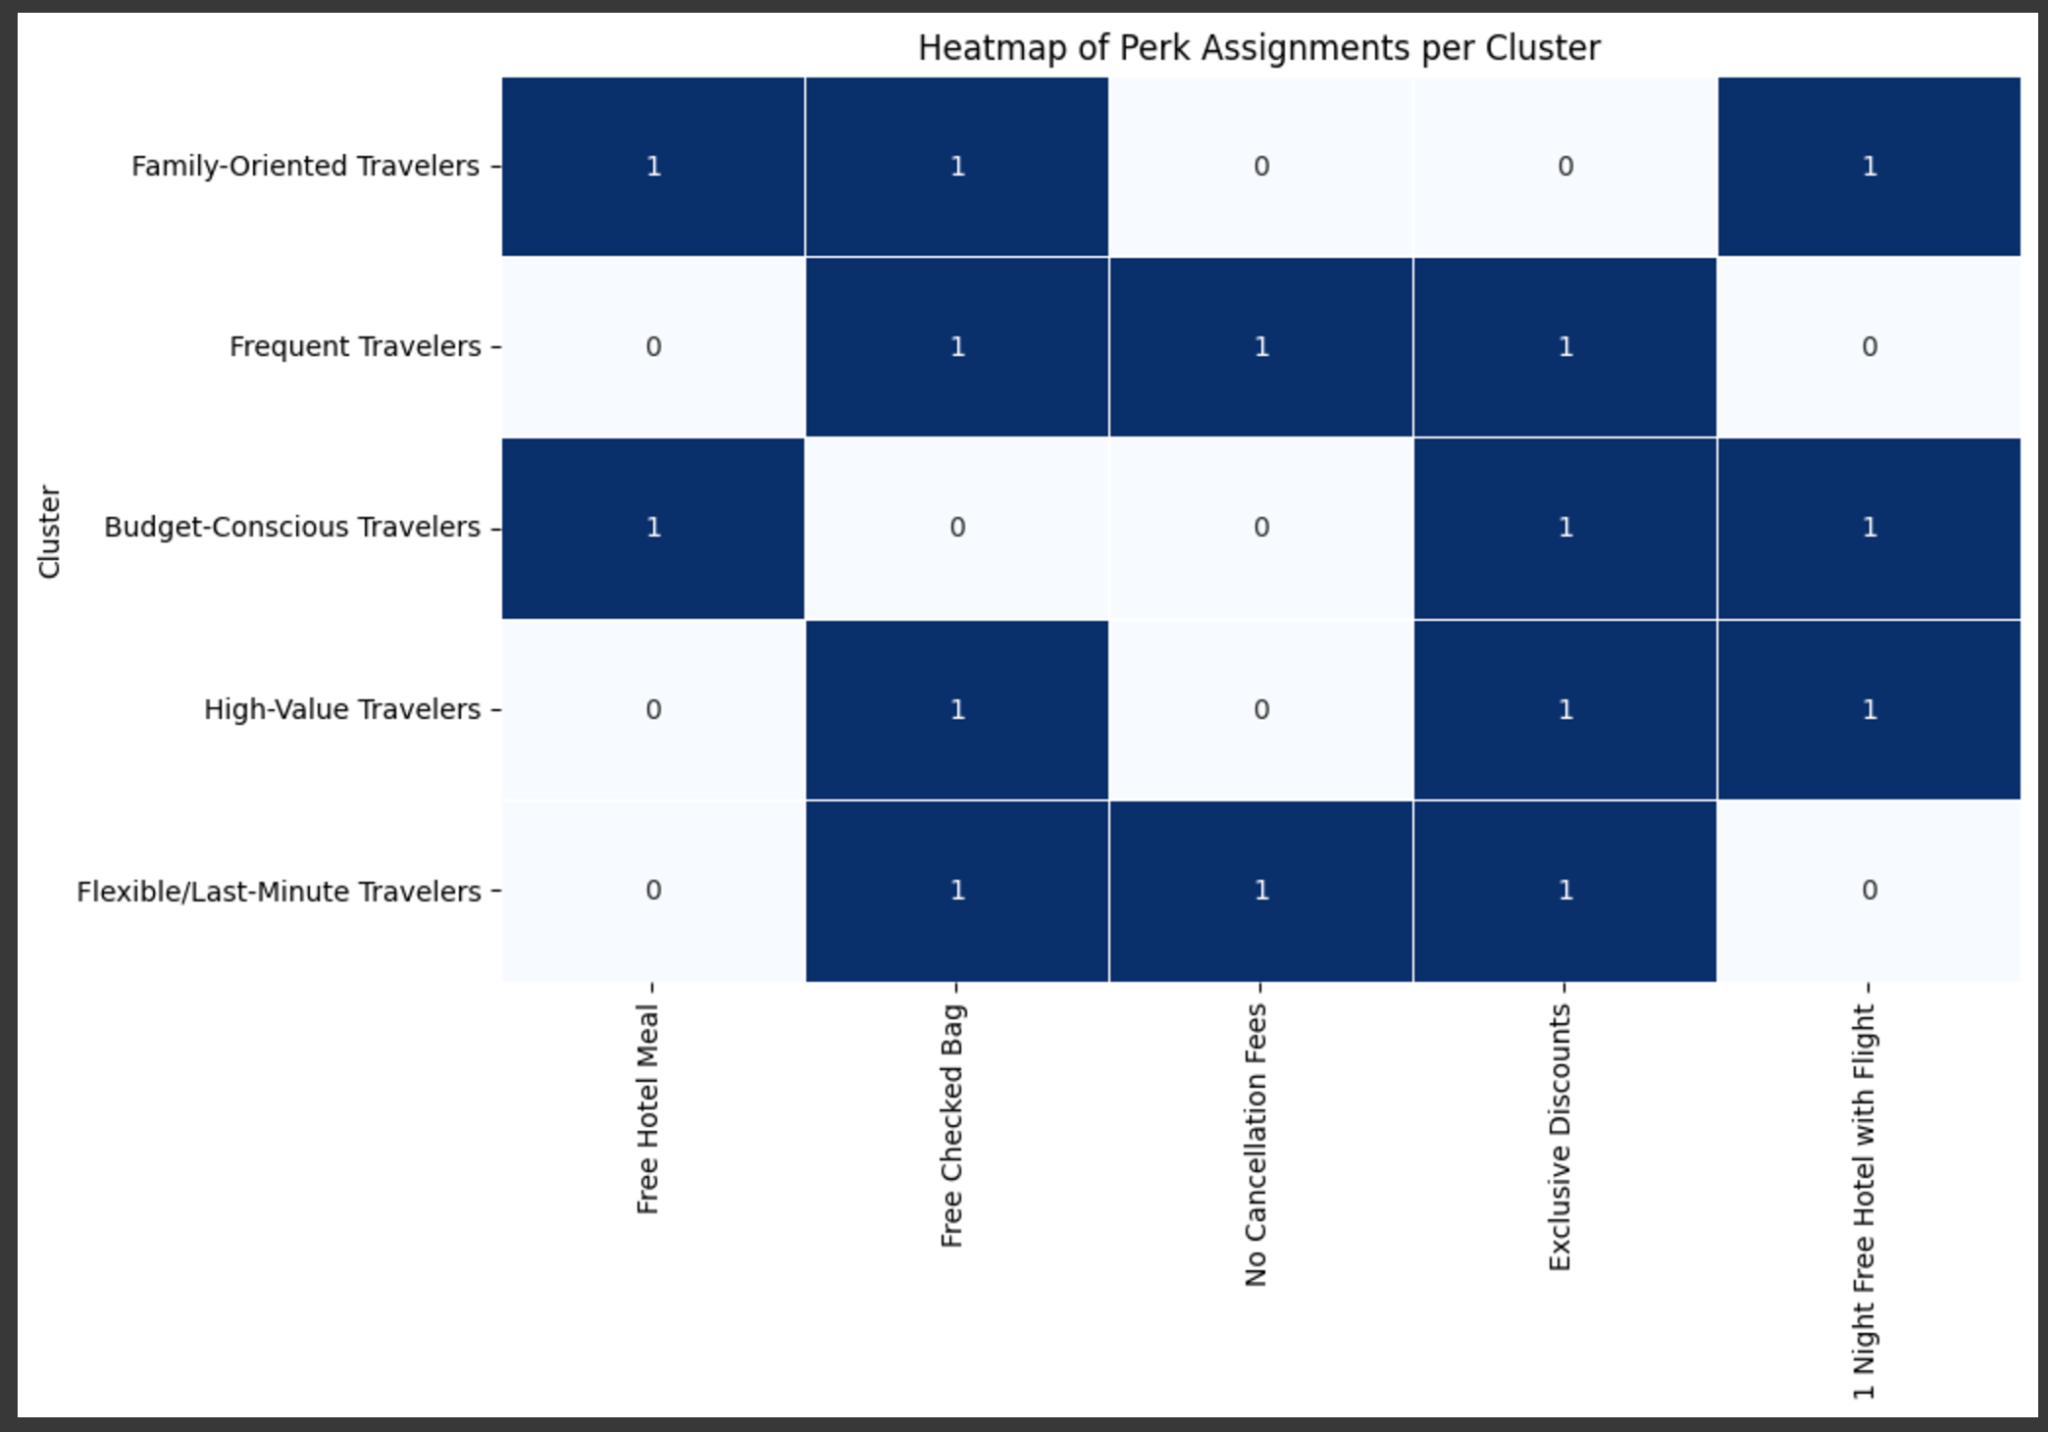 Heatmap of Perk Assignments per Cluster
Cluster
Family-Oriented Travelers 1 1 0 0 1
Frequent Travelers 0 1 1 1 0
Budget-Conscious Travelers 1 0 0 1 1
High-Value Travelers 0 1 0 1 1
Flexible/Last-Minute Travelers 0 1 1 1 0
Free Hotel Meal
Free Checked Bag
No Cancellation Fees
Exclusive Discounts
1 Night Free Hotel with Flight